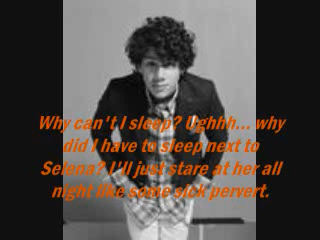 Why can't I sleep? Ughhh... why
did I have to sleep next to
Selena? I'll just stare at her all
night like some sick pervert.